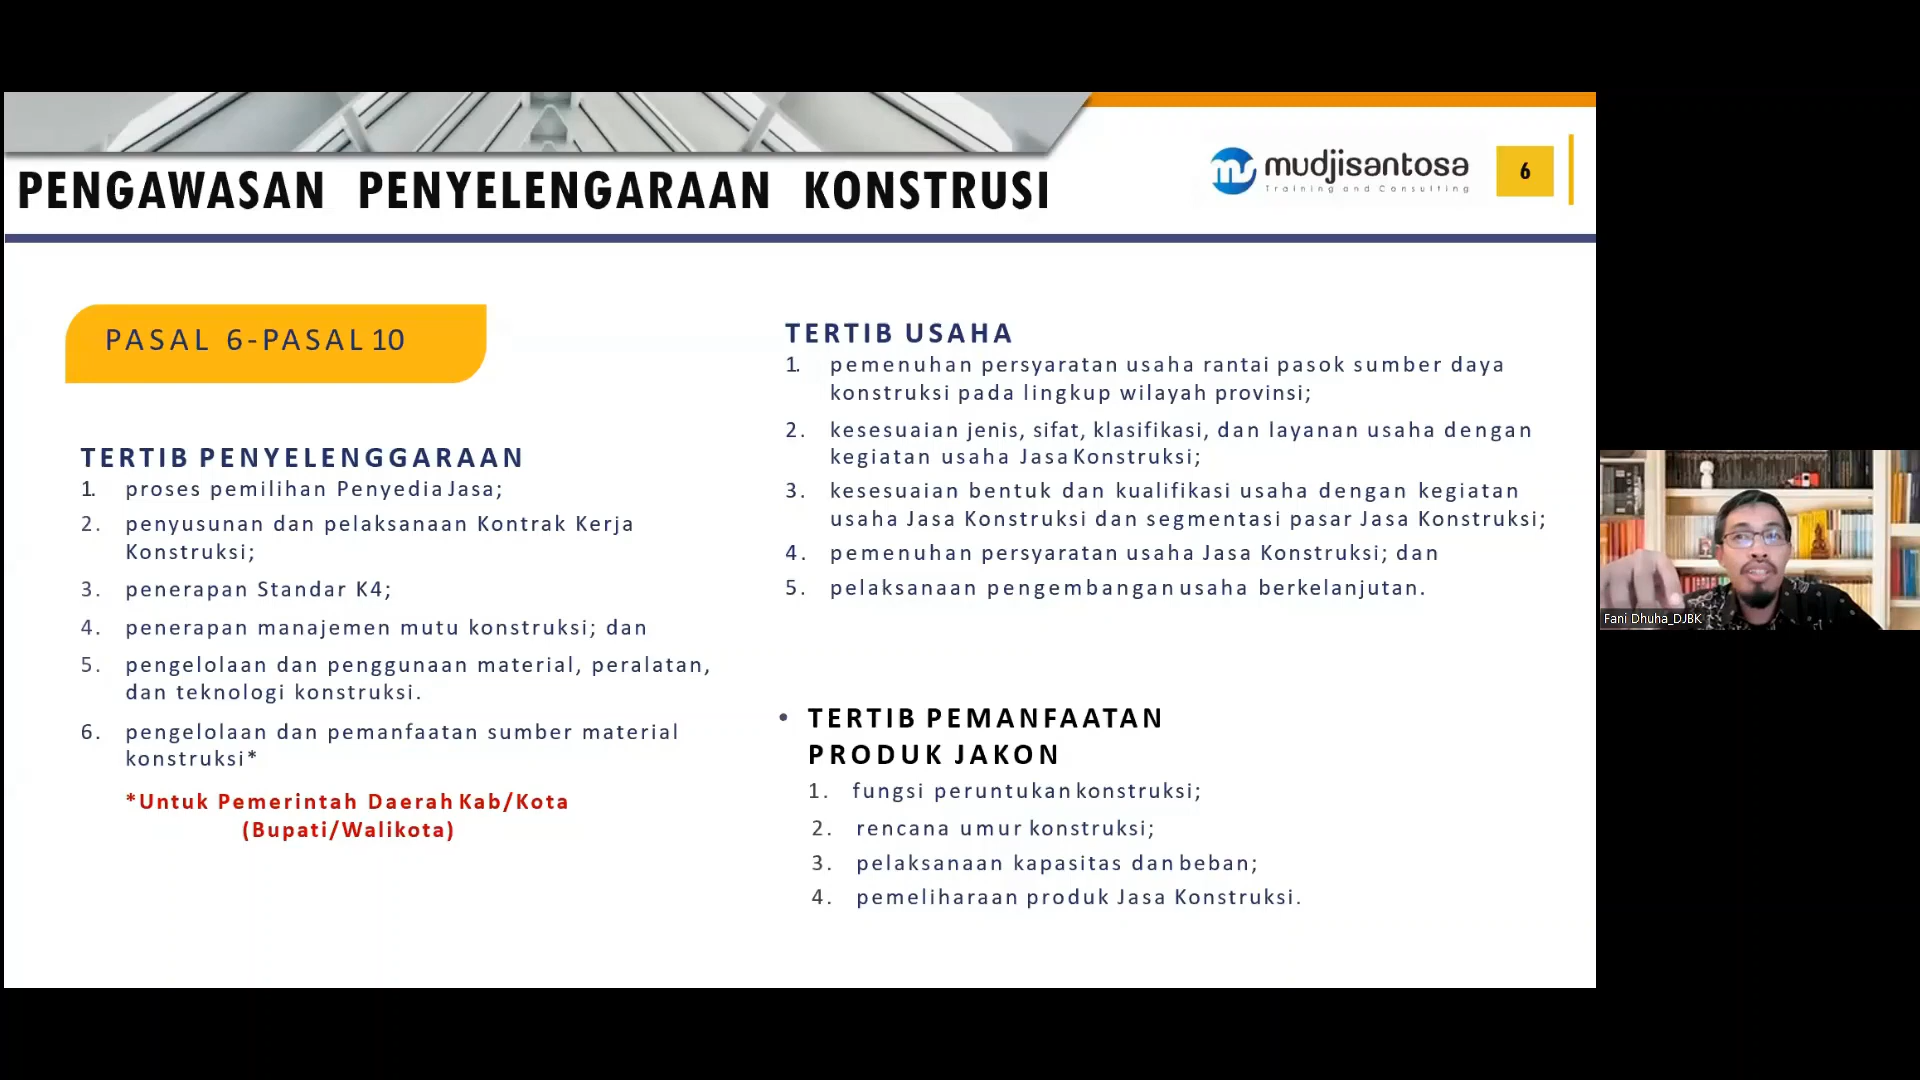 PENGAWASAN PENYELENGARAAN KONSTRUSI
mudjisantosa
Training and Consulting
6
PASAL 6-PASAL 10
TERTIB PENYELENGGARAAN
1. proses pemilihan Penyedia Jasa;
2. penyusunan dan pelaksanaan Kontrak Kerja
Konstruksi;
3. penerapan Standar K4;
4. penerapan manajemen mutu konstruksi; dan
5. pengelolaan dan penggunaan material, peralatan,
dan teknologi konstruksi.
6. pengelolaan dan pemanfaatan sumber material
konstruksi*
*Untuk Pemerintah Daerah Kab/Kota
(Bupati/Walikota)
TERTIB USAHA
1. pemenuhan persyaratan usaha rantai pasok sumber daya
konstruksi pada lingkup wilayah provinsi;
2. kesesuaian jenis, sifat, klasifikasi, dan layanan usaha dengan
kegiatan usaha Jasa Konstruksi;
3. kesesuaian bentuk dan kualifikasi usaha dengan kegiatan
usaha Jasa Konstruksi dan segmentasi pasar Jasa Konstruksi;
4. pemenuhan persyaratan usaha Jasa Konstruksi; dan
5. pelaksanaan pengembangan usaha berkelanjutan.
• TERTIB PEMANFAATAN
PRODUK JAKON
1. fungsi peruntukan konstruksi;
2. rencana umur konstruksi;
3. pelaksanaan kapasitas dan beban;
4. pemeliharaan produk Jasa Konstruksi.
Fani Dhuha_DJBK